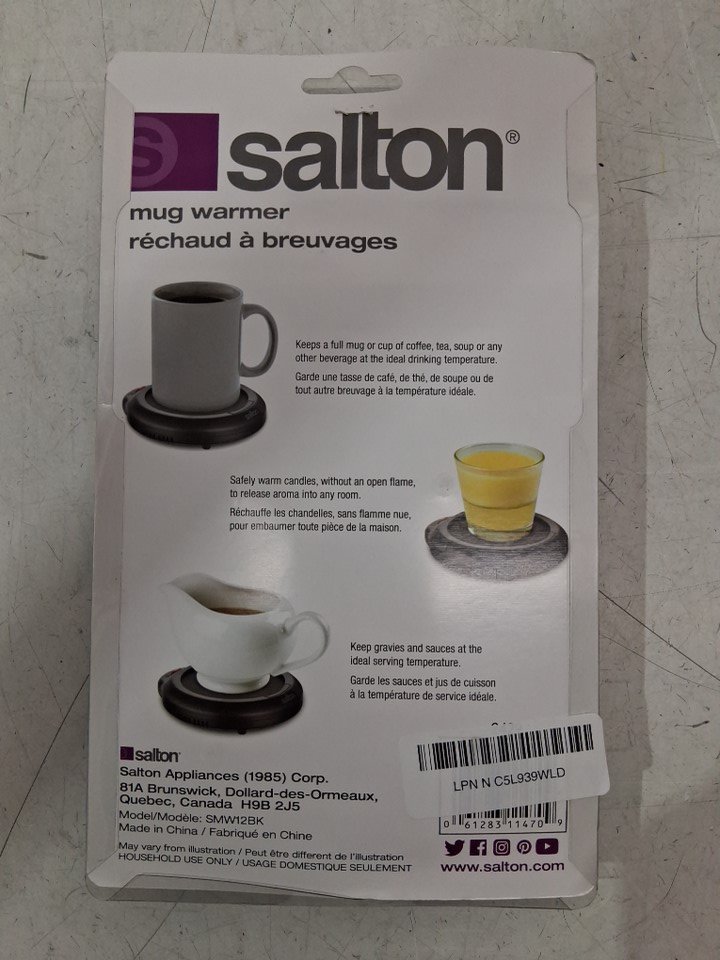 salton®
mug warmer
réchaud à breuvages
Keeps a full mug or cup of coffee, tea, soup or any
other beverage at the ideal drinking temperature.
Garde une tasse de café, de thé, de soupe ou de
tout autre breuvage à la température idéale.
Safely warm candles, without an open flame,
to release aroma into any room.
Réchauffe les chandelles, sans flamme nue,
pour embaumer toute pièce de la maison.
Keep gravies and sauces at the
ideal serving temperature.
Garde les sauces et jus de cuisson
à la température de service idéale.
salton
Salton Appliances (1985) Corp.
81A Brunswick, Dollard-des-Ormeaux,
Quebec, Canada H9B 2J5
Model/Modèle: SMW12BK
Made in China / Fabriqué en Chine
May vary from illustration / Peut être different de l'illustration
HOUSEHOLD USE ONLY / USAGE DOMESTIQUE SEULEMENT
LPN N C5L939WLD
0 61283 11470 9
www.salton.com